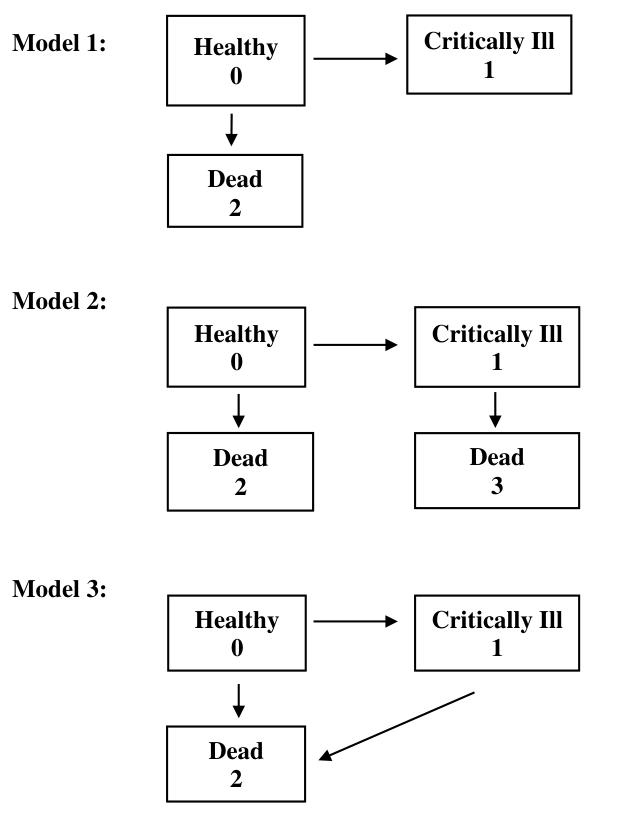 Model 1:
Healthy
0
Critically Ill
1
Dead
2
Model 2:
Healthy
0
Critically Ill
1
Dead
2
Dead
3
Model 3:
Healthy
0
Critically Ill
1
Dead
2